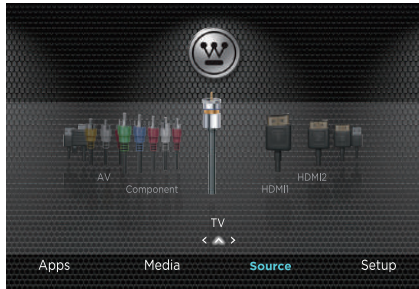 AV
Component
TV
HDMI1
HDMI2
Apps Media Source Setup